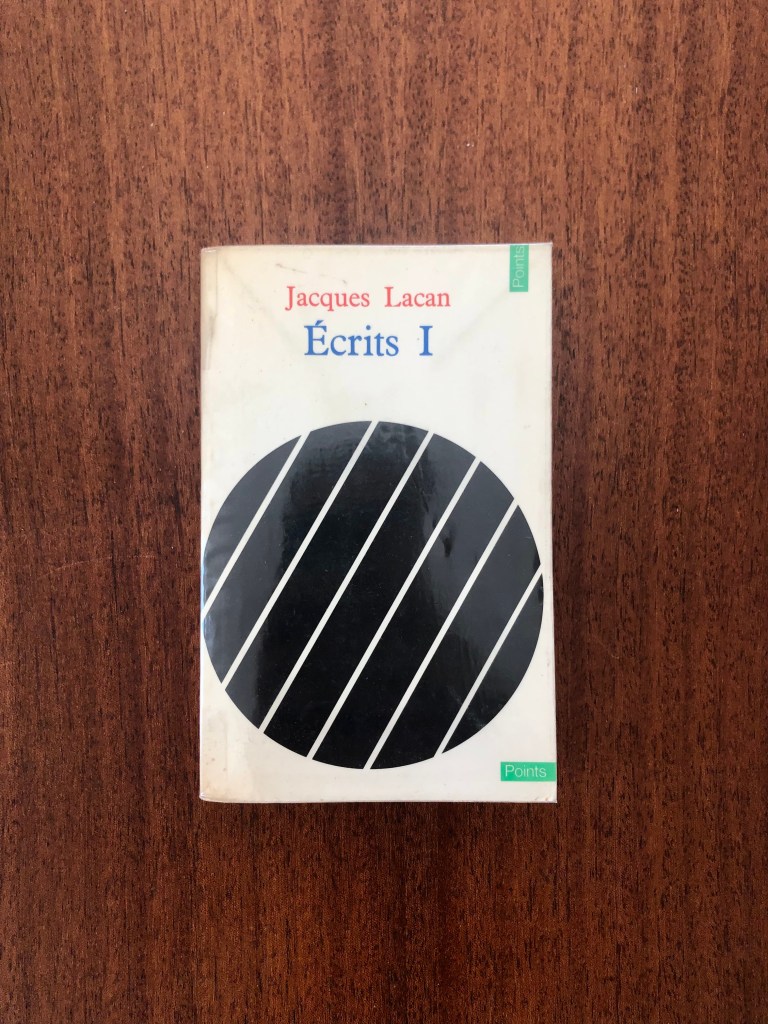 Points
Jacques Lacan
Écrits I
Points